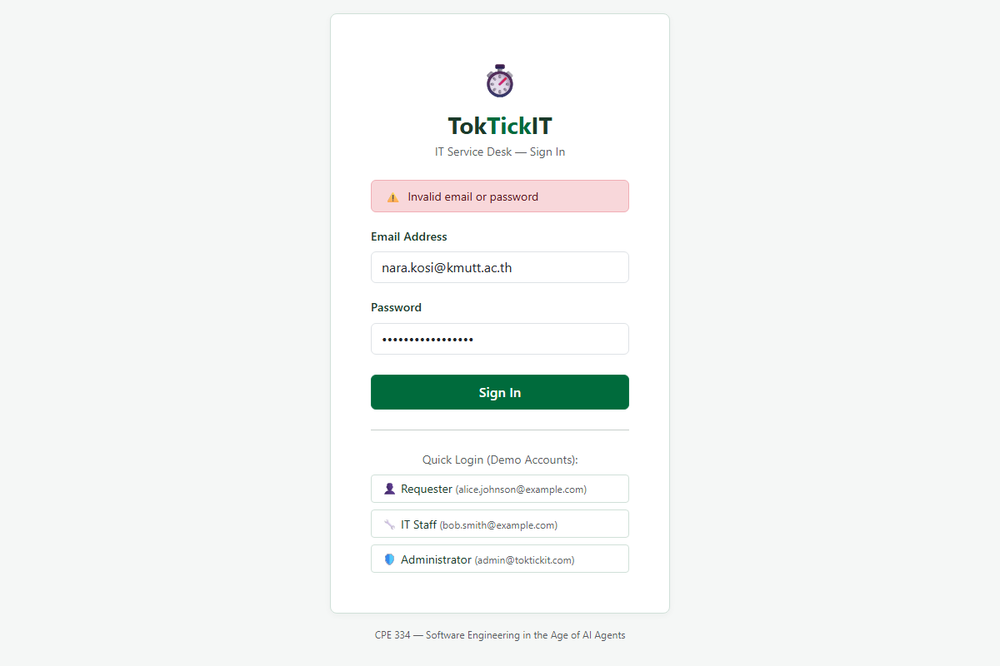 TokTickIT
IT Service Desk — Sign In
Invalid email or password
Email Address
nara.kosi@kmutt.ac.th
Password
•••••••••••••••••
Sign In
Quick Login (Demo Accounts):
Requester (alice.johnson@example.com)
IT Staff (bob.smith@example.com)
Administrator (admin@toktickit.com)
CPE 334 — Software Engineering in the Age of AI Agents